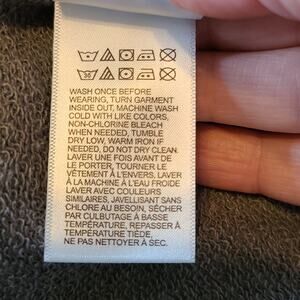 30
WASH ONCE BEFORE
WEARING, TURN GARMENT
INSIDE OUT, MACHINE WASH
COLD WITH LIKE COLORS,
NON-CHLORINE BLEACH
WHEN NEEDED, TUMBLE
DRY LOW, WARM IRON IF
NEEDED, DO NOT DRY CLEAN.
LAVER UNE FOIS AVANT DE
LE PORTER, TOURNER LE
VÊTEMENT À L'ENVERS, LAVER
À LA MACHINE À L'EAU FROIDE
LAVER AVEC COULEURS
SIMILAIRES, JAVELLISANT SANS
CHLORE AU BESOIN, SÉCHER
PAR CULBUTAGE À BASSE
TEMPÉRATURE, REPASSER À
TEMPÉRATURE TIÈDE,
NE PAS NETTOYER À SEC.